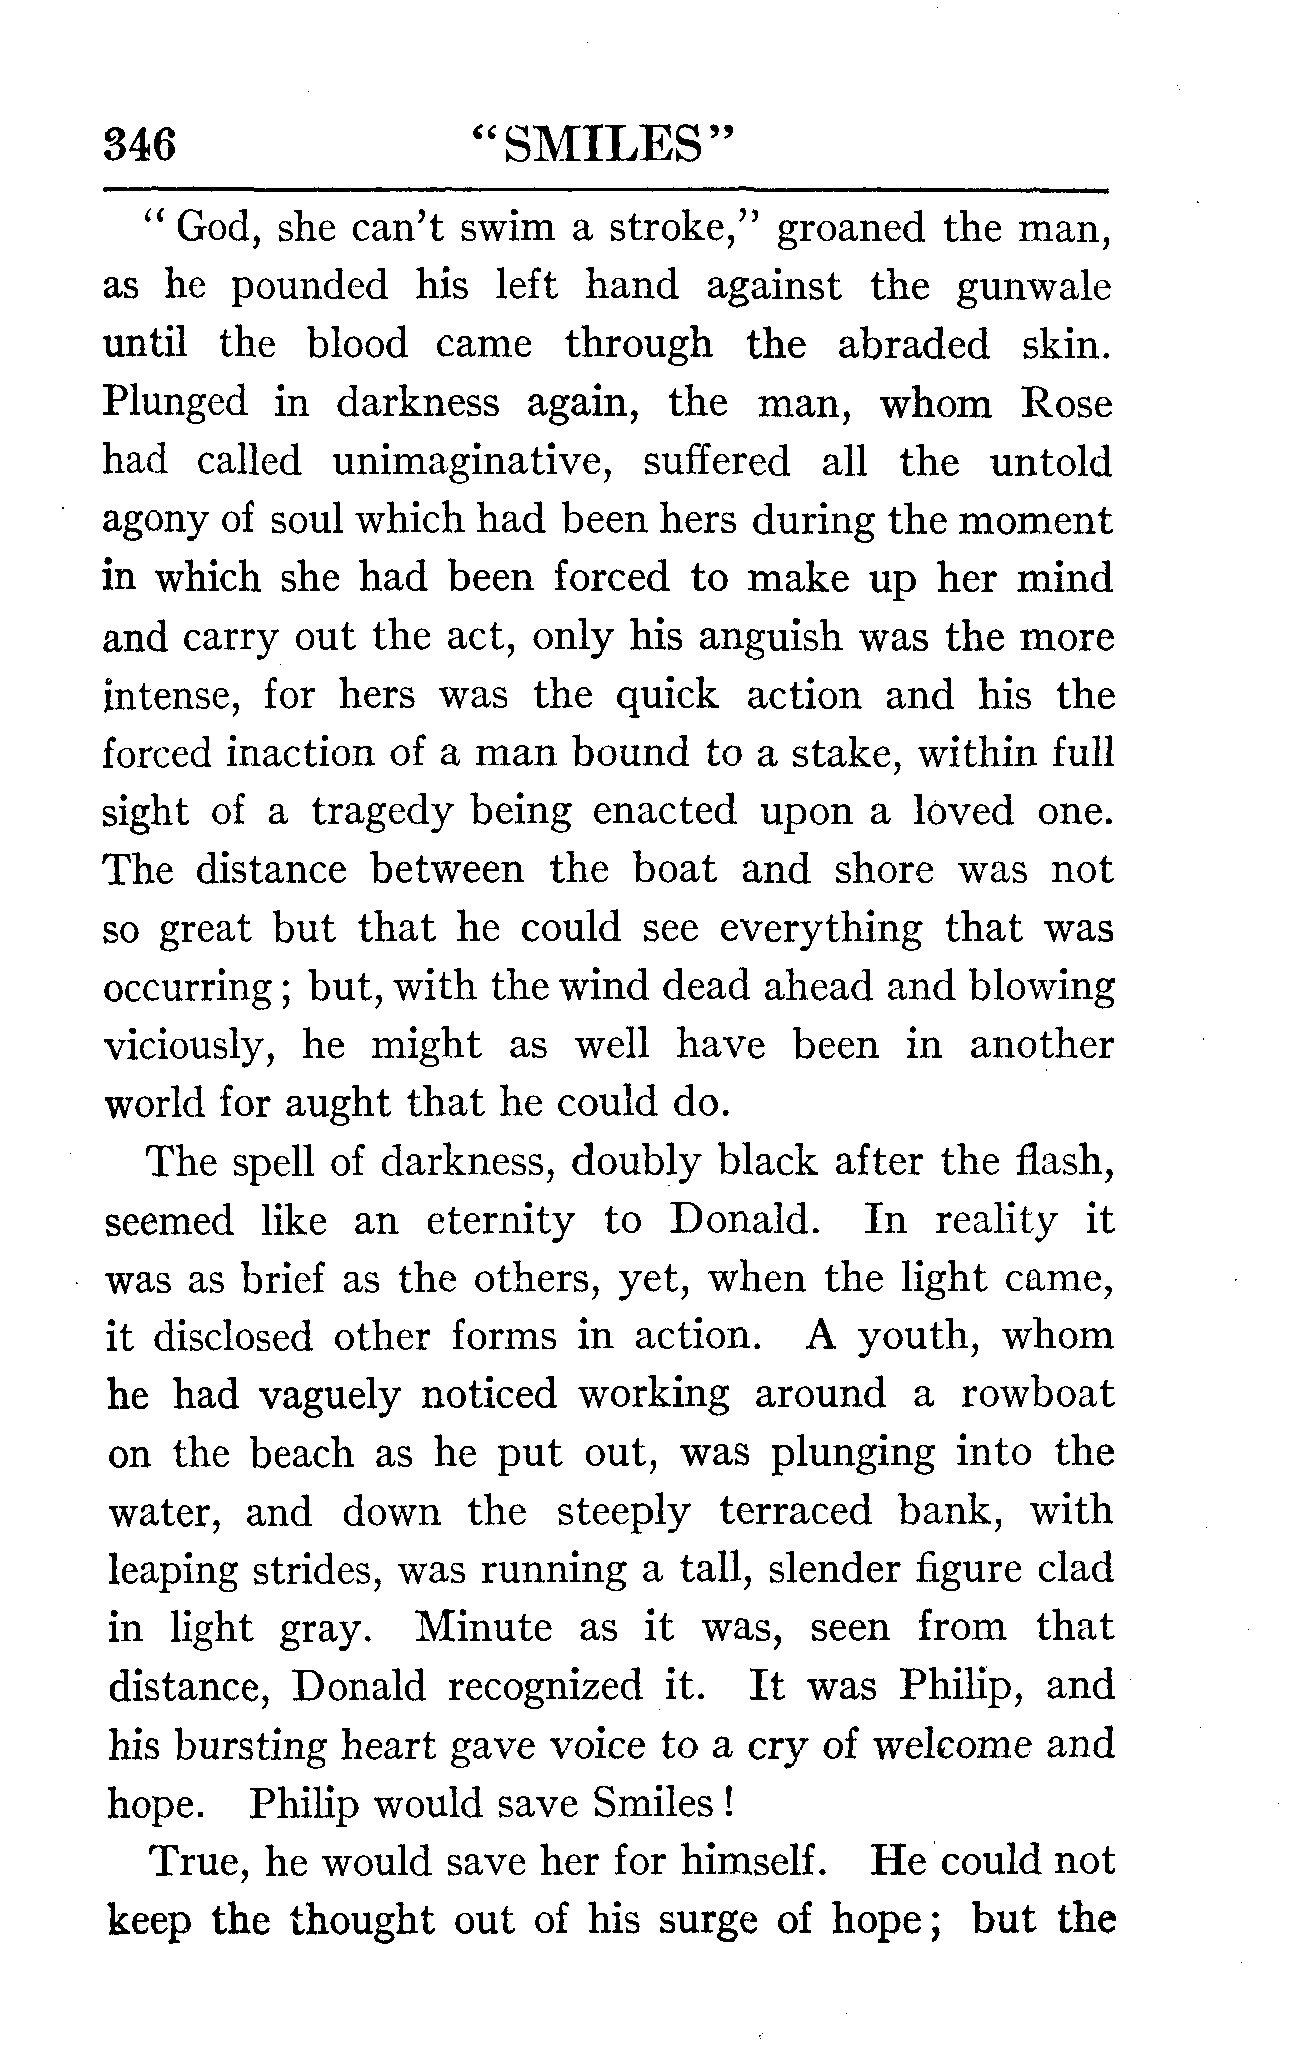 346 "SMILES"
"God, she can't swim a stroke," groaned the man,
as he pounded his left hand against the gunwale
until the blood came through the abraded skin.
Plunged in darkness again, the man, whom Rose
had called unimaginative, suffered all the untold
agony of soul which had been hers during the moment
in which she had been forced to make up her mind
and carry out the act, only his anguish was the more
intense, for hers was the quick action and his the
forced inaction of a man bound to a stake, within full
sight of a tragedy being enacted upon a loved one.
The distance between the boat and shore was not
so great but that he could see everything that was
occurring; but, with the wind dead ahead and blowing
viciously, he might as well have been in another
world for aught that he could do.
The spell of darkness, doubly black after the flash,
seemed like an eternity to Donald. In reality it
was as brief as the others, yet, when the light came,
it disclosed other forms in action. A youth, whom
he had vaguely noticed working around a rowboat
on the beach as he put out, was plunging into the
water, and down the steeply terraced bank, with
leaping strides, was running a tall, slender figure clad
in light gray. Minute as it was, seen from that
distance, Donald recognized it. It was Philip, and
his bursting heart gave voice to a cry of welcome and
hope. Philip would save Smiles!
True, he would save her for himself. He could not
keep the thought out of his surge of hope; but the